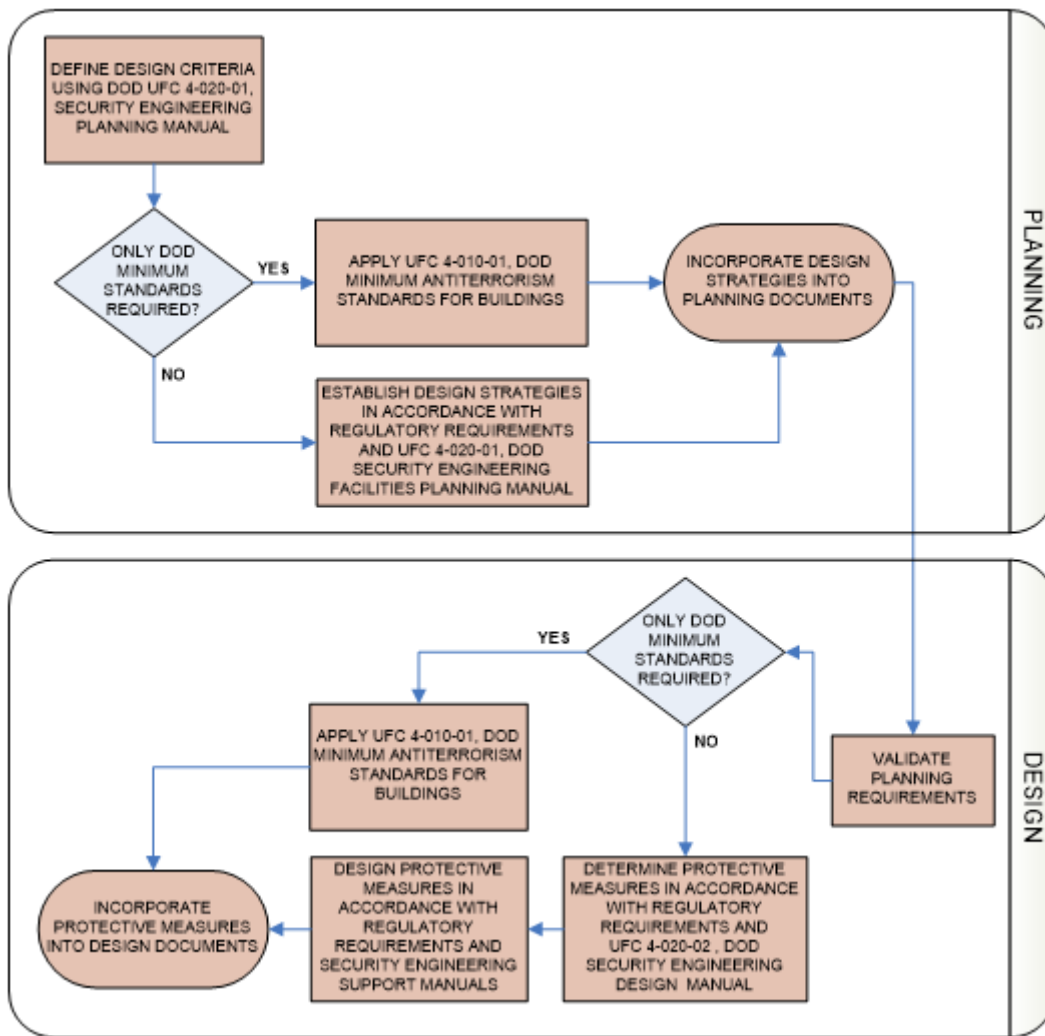 DEFINE DESIGN CRITERIA
USING DOD UFC 4-020-01,
SECURITY ENGINEERING
PLANNING MANUAL
ONLY DOD
MINIMUM
STANDARDS
REQUIRED?
YES
APPLY UFC 4-010-01, DOD
MINIMUM ANTITERRORISM
STANDARDS FOR BUILDINGS
INCORPORATE DESIGN
STRATEGIES INTO
PLANNING DOCUMENTS
NO
ESTABLISH DESIGN STRATEGIES
IN ACCORDANCE WITH
REGULATORY REQUIREMENTS
AND UFC 4-020-01, DOD
SECURITY ENGINEERING
FACILITIES PLANNING MANUAL
PLANNING
ONLY DOD
MINIMUM
STANDARDS
REQUIRED?
YES
APPLY UFC 4-010-01, DOD
MINIMUM ANTITERRORISM
STANDARDS FOR
BUILDINGS
NO
VALIDATE
PLANNING
REQUIREMENTS
INCORPORATE
PROTECTIVE MEASURES
INTO DESIGN DOCUMENTS
DESIGN PROTECTIVE
MEASURES IN
ACCORDANCE WITH
REGULATORY
REQUIREMENTS AND
SECURITY ENGINEERING
SUPPORT MANUALS
DETERMINE PROTECTIVE
MEASURES IN ACCORDANCE
WITH REGULATORY
REQUIREMENTS AND
UFC 4-020-02 , DOD
SECURITY ENGINEERING
DESIGN MANUAL
DESIGN